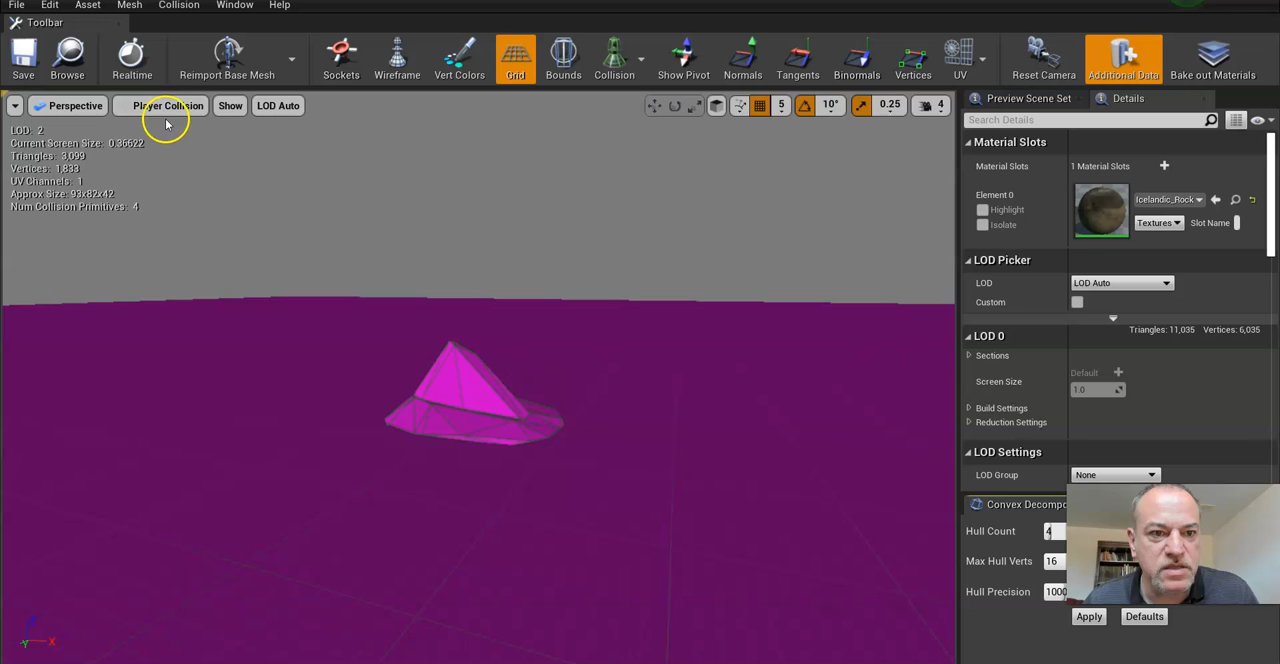 File Edit Asset Mesh Collision Window Help
Toolbar
Save Browse Realtime Reimport Base Mesh Sockets Wireframe Vert Colors Grid Bounds Collision Show Pivot Normals Tangents Binormals Vertices UV Reset Camera Additional Data Bake out Materials
Perspective Player Collision Show LOD Auto 5 10° 0.25 4
LOD: 2
Current Screen Size: 0.36622
Triangles: 3,099
Vertices: 1,833
UV Channels: 1
Approx Size: 93x82x42
Num Collision Primitives: 4
Z
Y X
Preview Scene Set Details
Search Details
Material Slots
Material Slots 1 Material Slots
Element 0 Icelandic_Rock
Highlight
Isolate Textures Slot Name
LOD Picker
LOD LOD Auto
Custom
Triangles: 11,035 Vertices: 6,035
LOD 0
Sections
Default
Screen Size 1.0
Build Settings
Reduction Settings
LOD Settings
LOD Group None
Convex Decompo
Hull Count 4
Max Hull Verts 16
Hull Precision 1000
Apply Defaults